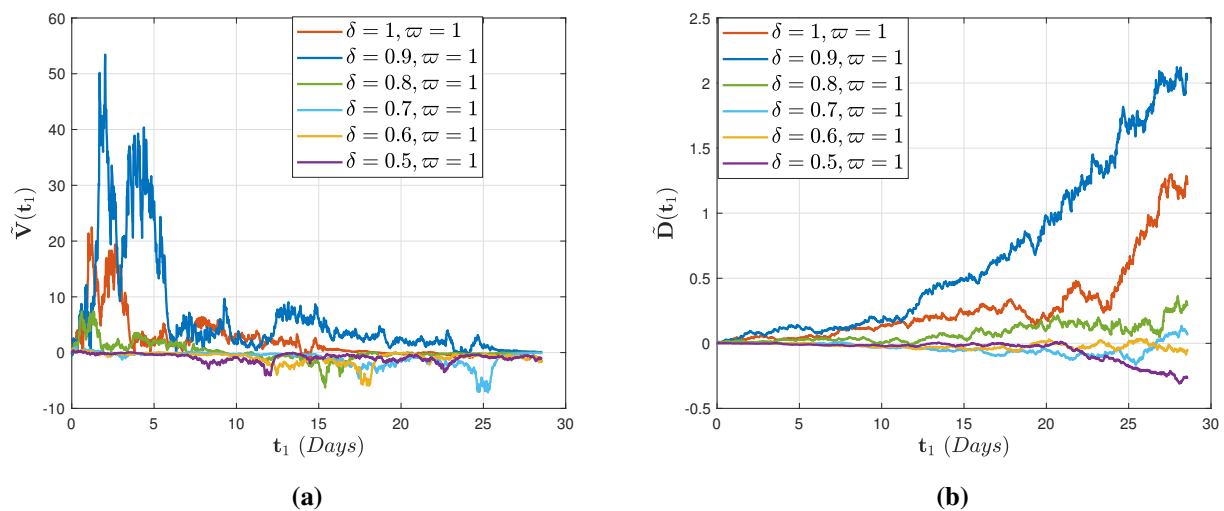 60
50
40
30
20
10
0
-10
0 5 10 15 20 25 30
Ṽ(t₁)
t₁ (Days)
δ = 1, ϖ = 1
δ = 0.9, ϖ = 1
δ = 0.8, ϖ = 1
δ = 0.7, ϖ = 1
δ = 0.6, ϖ = 1
δ = 0.5, ϖ = 1
(a)
2.5
2
1.5
1
0.5
0
-0.5
0 5 10 15 20 25 30
D̃(t₁)
t₁ (Days)
δ = 1, ϖ = 1
δ = 0.9, ϖ = 1
δ = 0.8, ϖ = 1
δ = 0.7, ϖ = 1
δ = 0.6, ϖ = 1
δ = 0.5, ϖ = 1
(b)